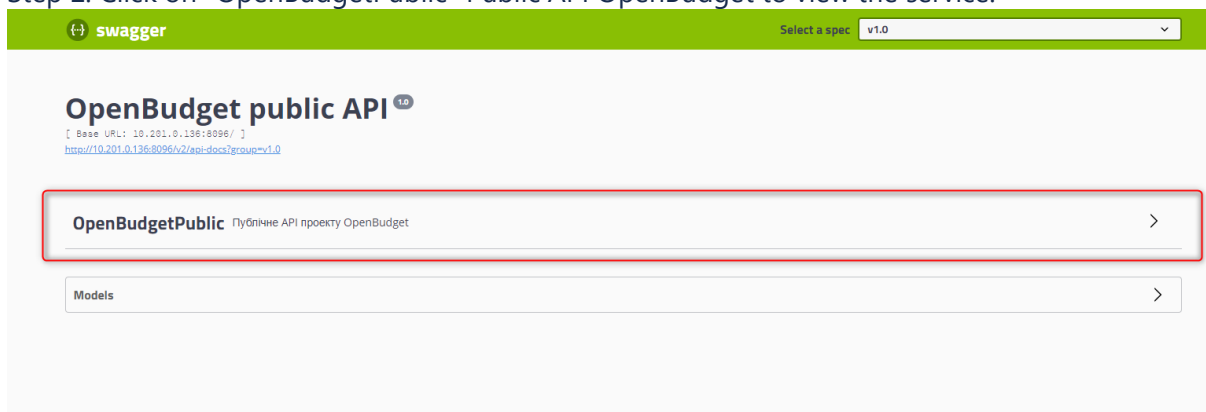 Step 2. Click on "OpenBudgetPublic" Public API OpenBudget to view the service.
swagger
Select a spec v1.0
OpenBudget public API 1.0
[ Base URL: 10.201.0.136:8096/ ]
http://10.201.0.136:8096/v2/api-docs?group=v1.0
OpenBudgetPublic Публічне API проекту OpenBudget
Models